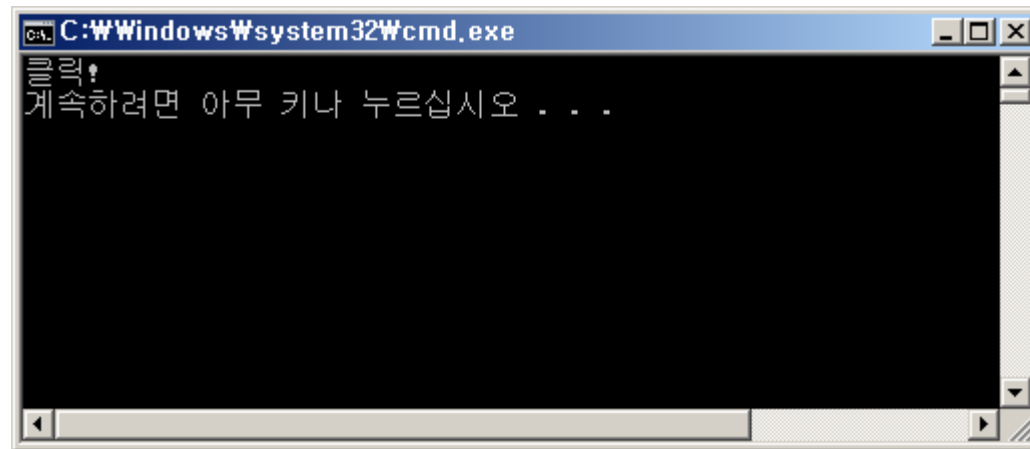 C:₩Windows₩system32₩cmd.exe
클릭!
계속하려면 아무 키나 누르십시오 . . .